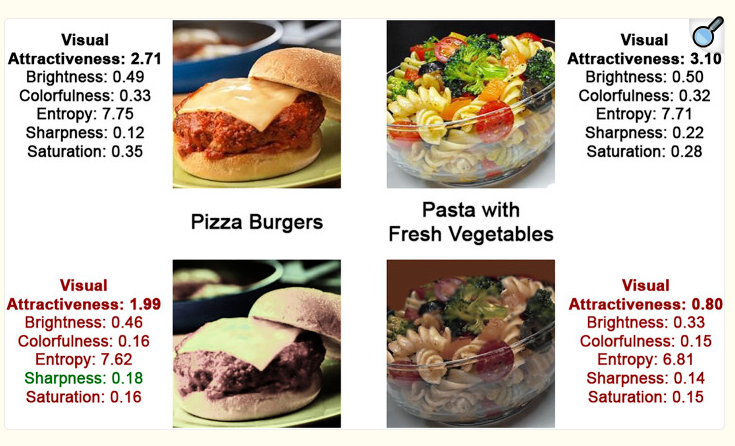 Visual
Attractiveness: 2.71
Brightness: 0.49
Colorfulness: 0.33
Entropy: 7.75
Sharpness: 0.12
Saturation: 0.35
Visual
Attractiveness: 3.10
Brightness: 0.50
Colorfulness: 0.32
Entropy: 7.71
Sharpness: 0.22
Saturation: 0.28
Pizza Burgers
Pasta with
Fresh Vegetables
Visual
Attractiveness: 1.99
Brightness: 0.46
Colorfulness: 0.16
Entropy: 7.62
Sharpness: 0.18
Saturation: 0.16
Visual
Attractiveness: 0.80
Brightness: 0.33
Colorfulness: 0.15
Entropy: 6.81
Sharpness: 0.14
Saturation: 0.15